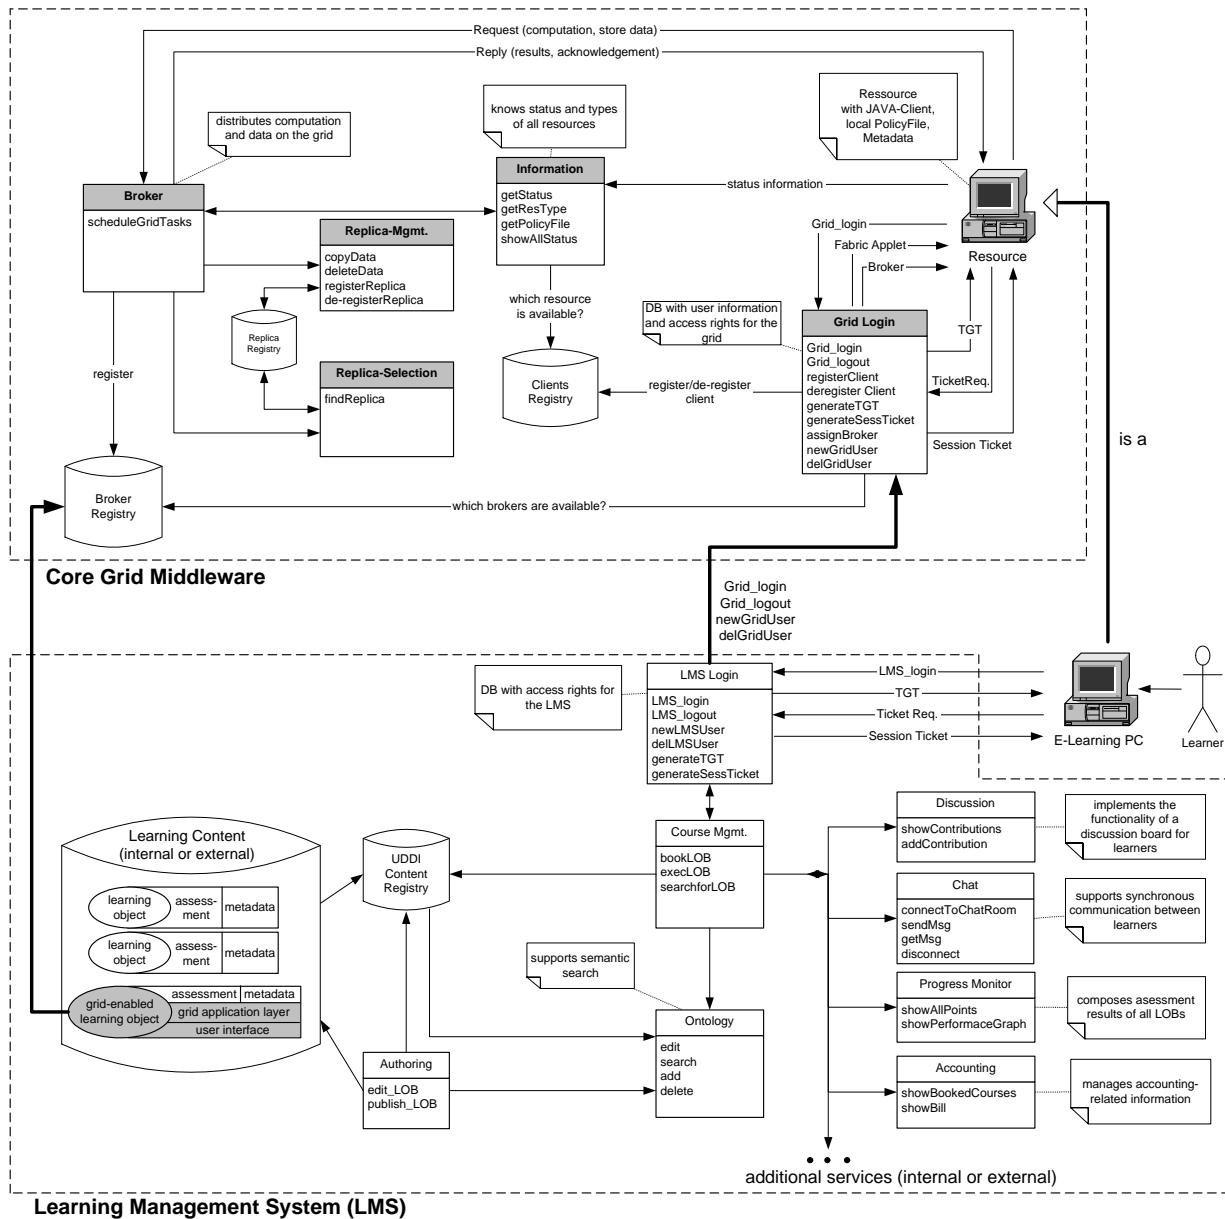 Request (computation, store data)
Reply (results, acknowledgement)
distributes computation
and data on the grid
knows status and types
of all resources
Ressource
with JAVA-Client,
local PolicyFile,
Metadata
Broker
scheduleGridTasks
Information
getStatus
getResType
getPolicyFile
showAllStatus
status information
Replica-Mgmt.
copyData
deleteData
registerReplica
de-registerReplica
Grid_login
Fabric Applet
Broker
Resource
which resource
is available?
DB with user information
and access rights for the
grid
Grid Login
Grid_login
Grid_logout
registerClient
deregister Client
generateTGT
generateSessTicket
assignBroker
newGridUser
delGridUser
TGT
TicketReq.
Session Ticket
Replica
Registry
register
Replica-Selection
findReplica
Clients
Registry
register/de-register
client
is a
Broker
Registry
which brokers are available?
Core Grid Middleware
Grid_login
Grid_logout
newGridUser
delGridUser
DB with access rights for
the LMS
LMS Login
LMS_login
LMS_logout
newLMSUser
delLMSUser
generateTGT
generateSessTicket
LMS_login
TGT
Ticket Req.
Session Ticket
E-Learning PC
Learner
Learning Content
(internal or external)
learning
object
assess-
ment
metadata
learning
object
assess-
ment
metadata
grid-enabled
learning object
assessment
metadata
grid application layer
user interface
UDDI
Content
Registry
Course Mgmt.
bookLOB
execLOB
searchforLOB
supports semantic
search
Ontology
edit
search
add
delete
Authoring
edit_LOB
publish_LOB
Discussion
showContributions
addContribution
implements the
functionality of a
discussion board for
learners
Chat
connectToChatRoom
sendMsg
getMsg
disconnect
supports synchronous
communication between
learners
Progress Monitor
showAllPoints
showPerformaceGraph
composes asessment
results of all LOBs
Accounting
showBookedCourses
showBill
manages accounting-
related information
• • •
additional services (internal or external)
Learning Management System (LMS)